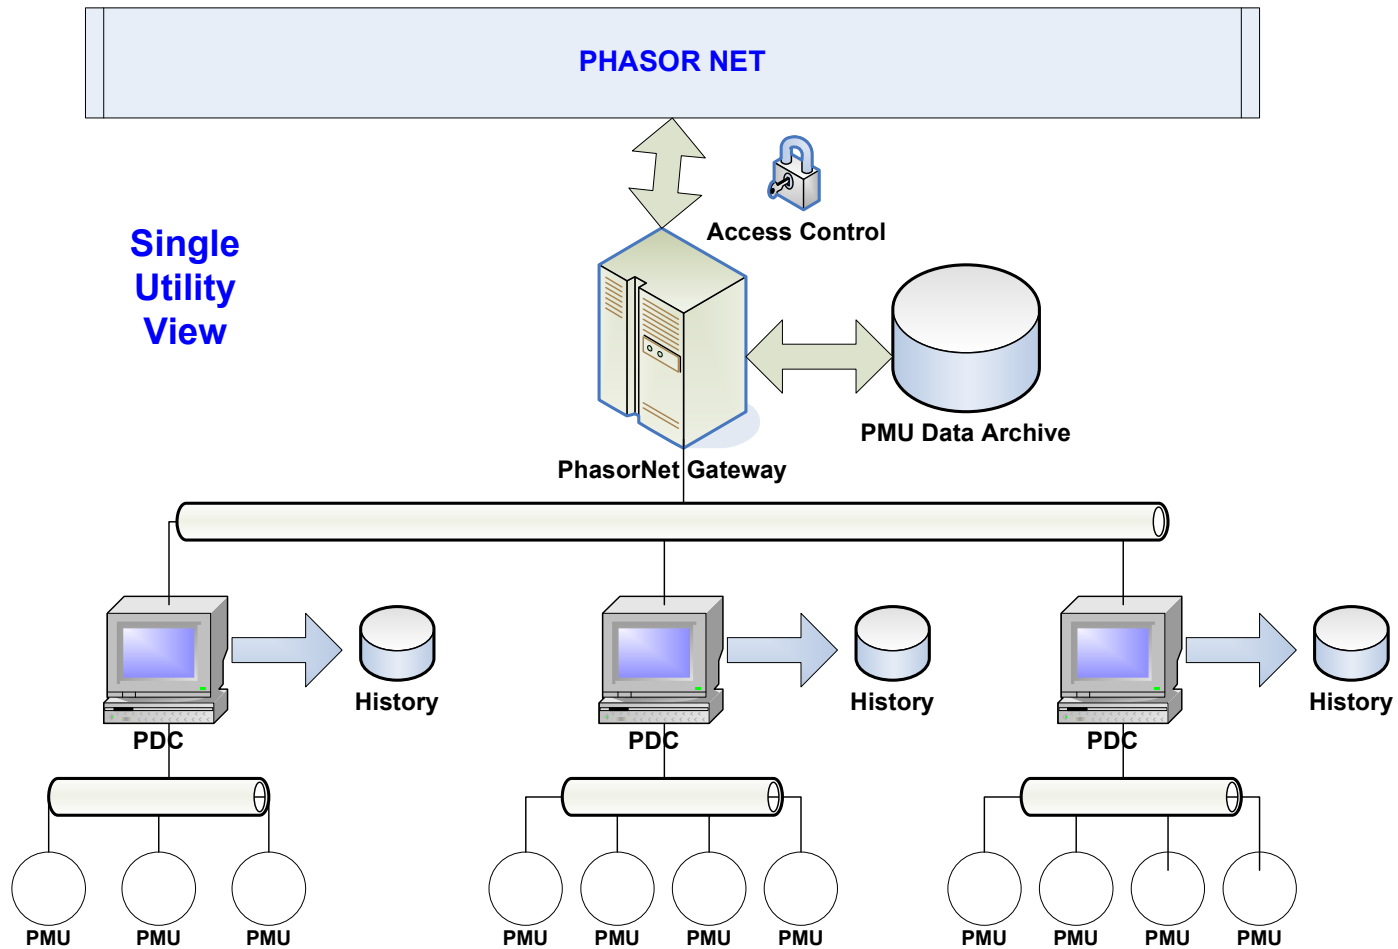 PHASOR NET
Access Control
Single
Utility
View
PMU Data Archive
PhasorNet Gateway
History
History
History
PDC
PDC
PDC
PMU
PMU
PMU
PMU
PMU
PMU
PMU
PMU
PMU
PMU
PMU